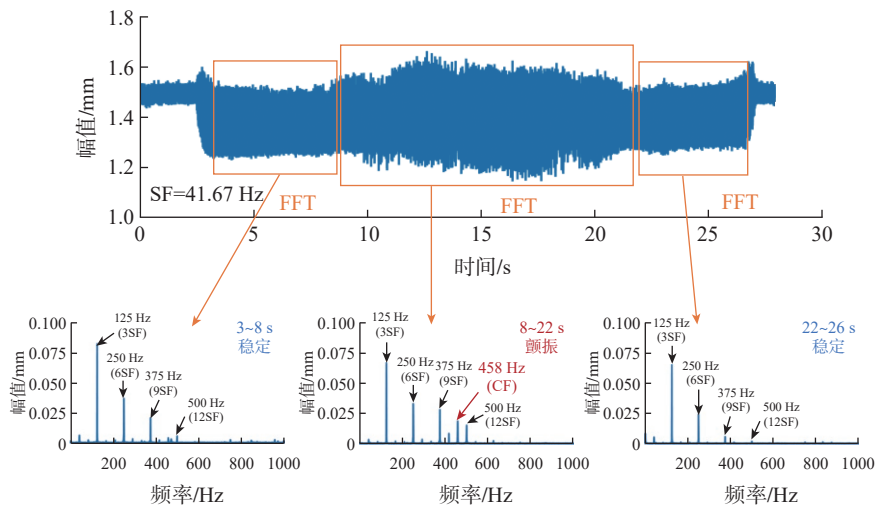 1.8
1.6
1.4
1.2
1.0
幅值/mm
SF=41.67 Hz
FFT
FFT
FFT
0
5
10
15
20
25
30
时间/s
0.100
0.075
0.050
0.025
0
幅值/mm
125 Hz
(3SF)
250 Hz
(6SF)
375 Hz
(9SF)
500 Hz
(12SF)
3~8 s
稳定
200
400
600
800
1000
频率/Hz
0.100
0.075
0.050
0.025
0
幅值/mm
125 Hz
(3SF)
250 Hz
(6SF)
375 Hz
(9SF)
458 Hz
(CF)
500 Hz
(12SF)
8~22 s
颤振
200
400
600
800
1000
频率/Hz
0.100
0.075
0.050
0.025
0
幅值/mm
125 Hz
(3SF)
250 Hz
(6SF)
375 Hz
(9SF)
500 Hz
(12SF)
22~26 s
稳定
200
400
600
800
1000
频率/Hz